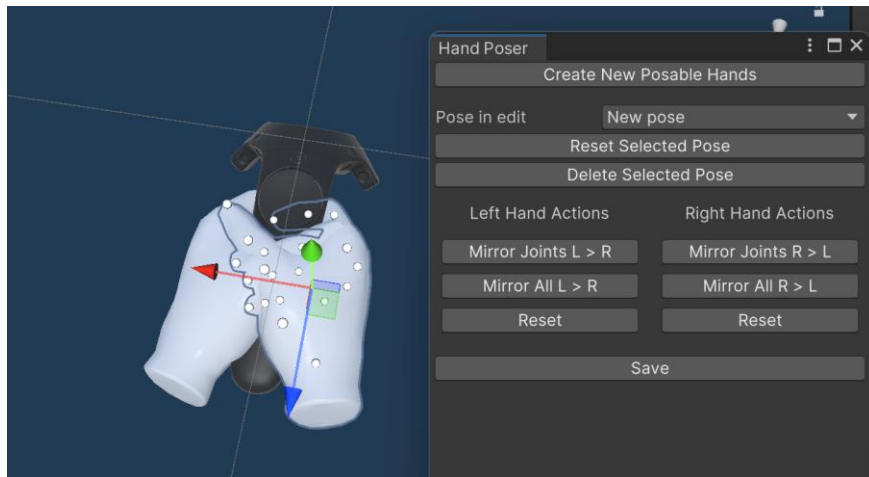 Hand Poser
Create New Posable Hands
Pose in edit
New pose
Reset Selected Pose
Delete Selected Pose
Left Hand Actions
Right Hand Actions
Mirror Joints L > R
Mirror Joints R > L
Mirror All L > R
Mirror All R > L
Reset
Reset
Save